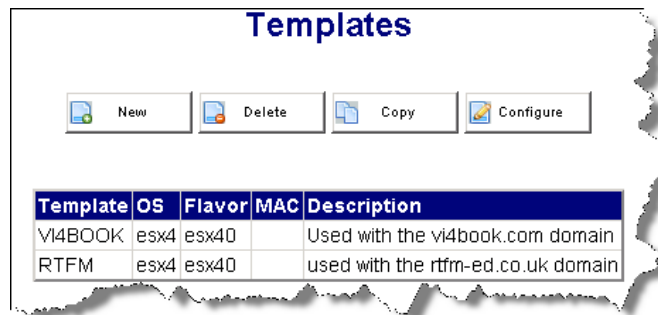 Templates
New Delete Copy Configure
Template OS Flavor MAC Description
VI4BOOK esx4 esx40 Used with the vi4book.com domain
RTFM esx4 esx40 used with the rtfm-ed.co.uk domain